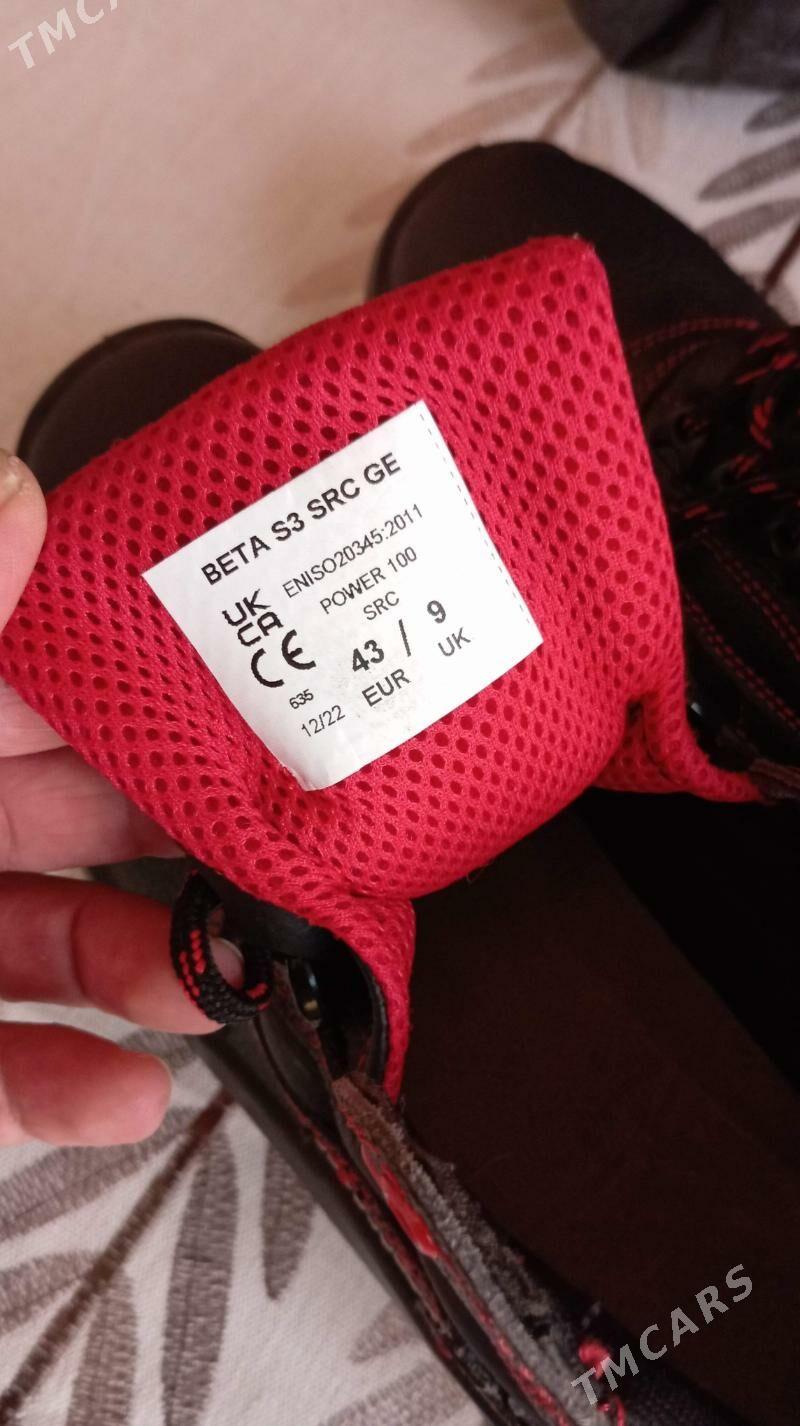 TMC
BETA S3 SRC GE
UK
CA
ENISO20345:2011
POWER 100
SRC
CE
43 / 9
EUR UK
635
12/22
TMCARS